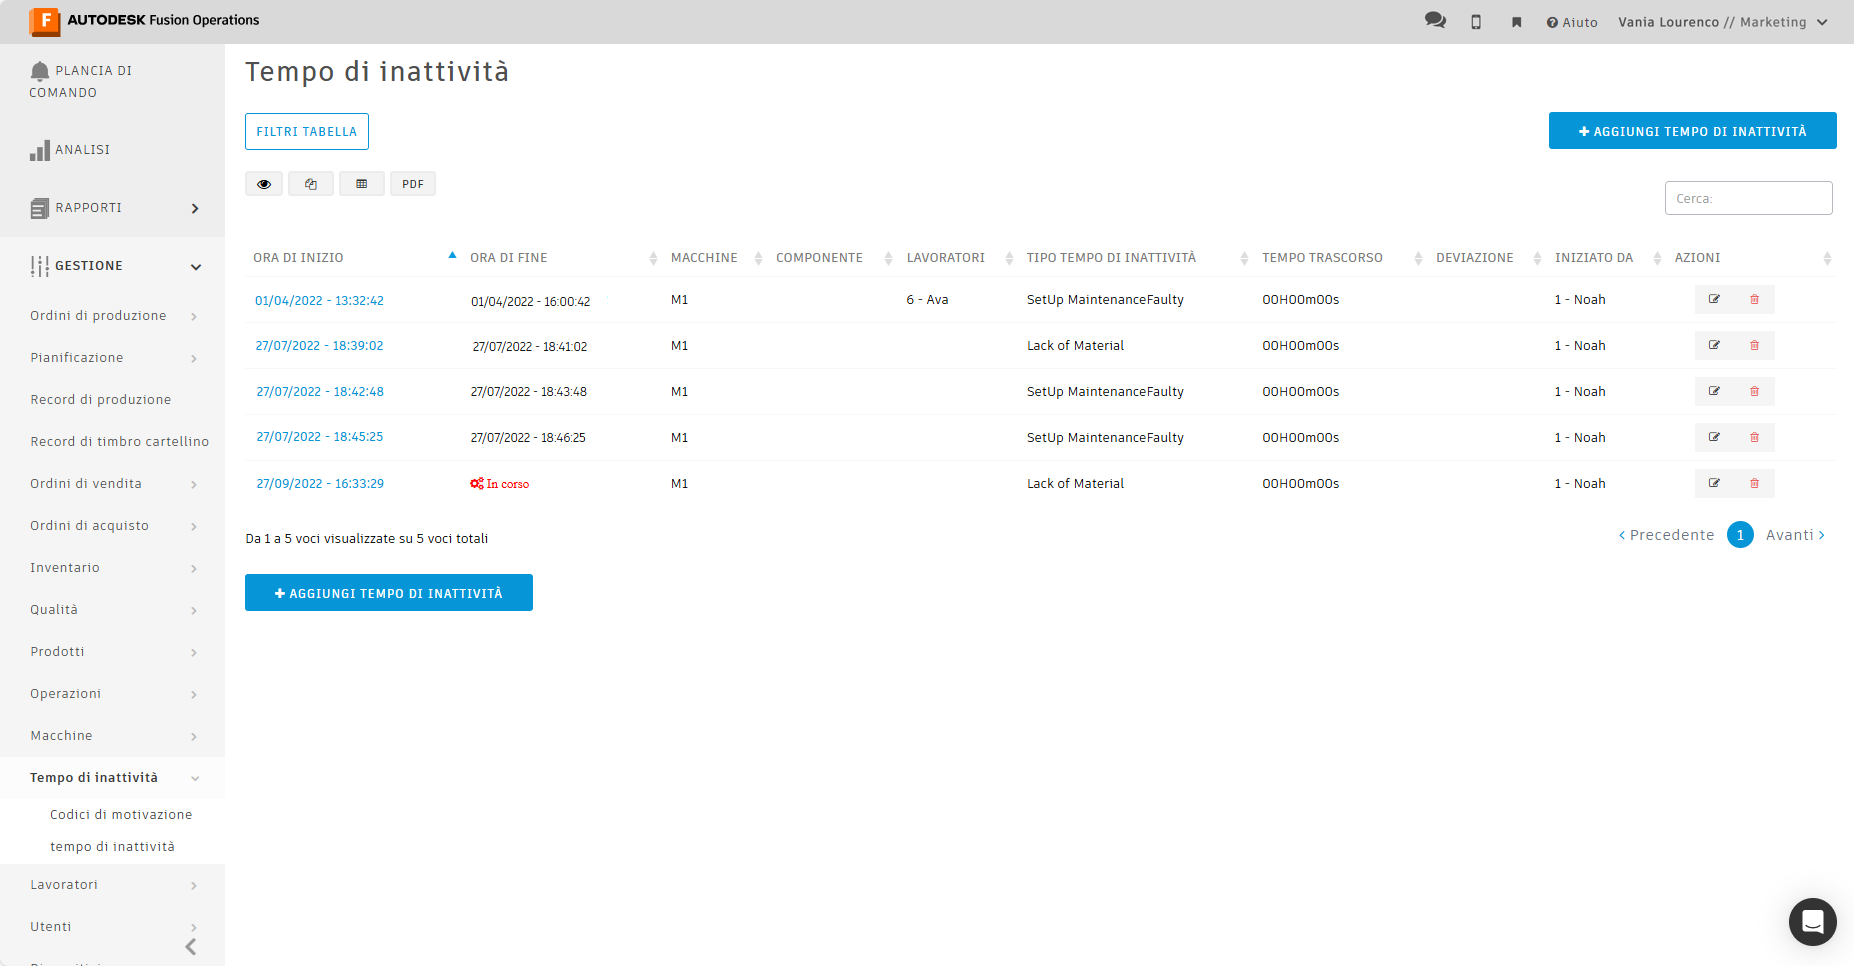 AUTODESK Fusion Operations
Aiuto
Vania Lourenco // Marketing
PLANCIA DI
COMANDO
ANALISI
RAPPORTI
GESTIONE
Ordini di produzione
Pianificazione
Record di produzione
Record di timbro cartellino
Ordini di vendita
Ordini di acquisto
Inventario
Qualità
Prodotti
Operazioni
Macchine
Tempo di inattività
Codici di motivazione
tempo di inattività
Lavoratori
Utenti
Tempo di inattività
FILTRI TABELLA
AGGIUNGI TEMPO DI INATTIVITÀ
PDF
Cerca:
ORA DI INIZIO ORA DI FINE MACCHINE COMPONENTE LAVORATORI TIPO TEMPO DI INATTIVITÀ TEMPO TRASCORSO DEVIAZIONE INIZIATO DA AZIONI
01/04/2022 - 13:32:42 01/04/2022 - 16:00:42 M1 6 - Ava SetUp MaintenanceFaulty 00H00m00s 1 - Noah
27/07/2022 - 18:39:02 27/07/2022 - 18:41:02 M1 Lack of Material 00H00m00s 1 - Noah
27/07/2022 - 18:42:48 27/07/2022 - 18:43:48 M1 SetUp MaintenanceFaulty 00H00m00s 1 - Noah
27/07/2022 - 18:45:25 27/07/2022 - 18:46:25 M1 SetUp MaintenanceFaulty 00H00m00s 1 - Noah
27/09/2022 - 16:33:29 In corso M1 Lack of Material 00H00m00s 1 - Noah
Da 1 a 5 voci visualizzate su 5 voci totali
Precedente 1 Avanti
AGGIUNGI TEMPO DI INATTIVITÀ